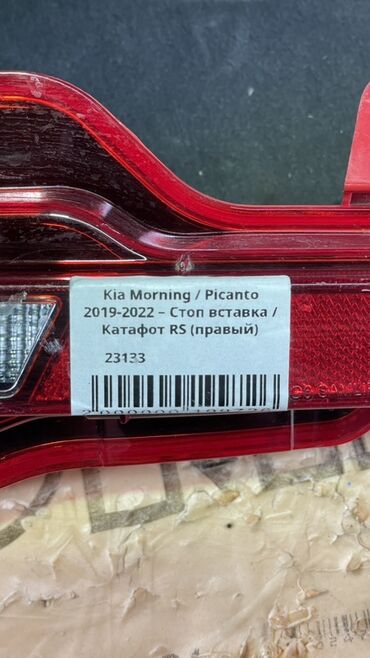 Kia Morning / Picanto
2019-2022 – Стоп вставка /
Катафот RS (правый)
23133